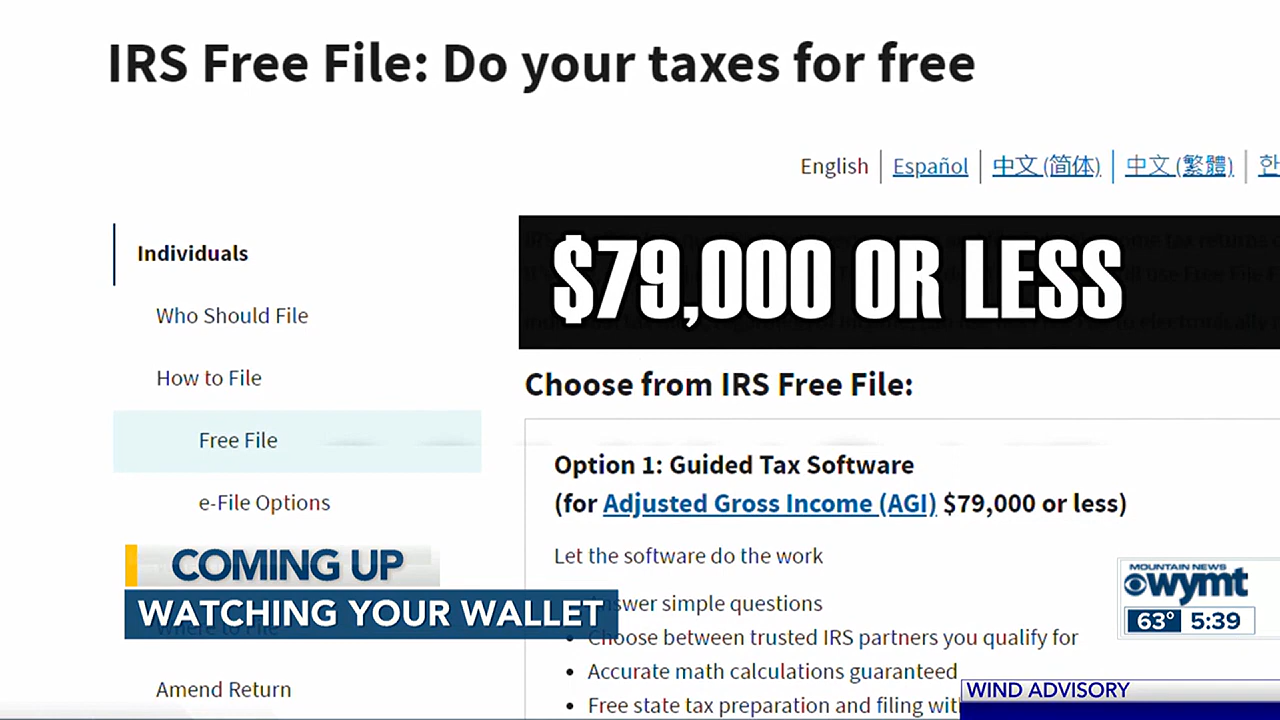 IRS Free File: Do your taxes for free
English Español 中文 (简体) 中文 (繁體)
Individuals
Who Should File
How to File
Free File
e-File Options
Amend Return
$79,000 OR LESS
Choose from IRS Free File:
Option 1: Guided Tax Software
(for Adjusted Gross Income (AGI) $79,000 or less)
Let the software do the work
simple questions
Choose between trusted IRS partners you qualify for
Accurate math calculations guaranteed
Free state tax preparation and filing
COMING UP
WATCHING YOUR WALLET
MOUNTAIN NEWS
wymt
63° 5:39
WIND ADVISORY